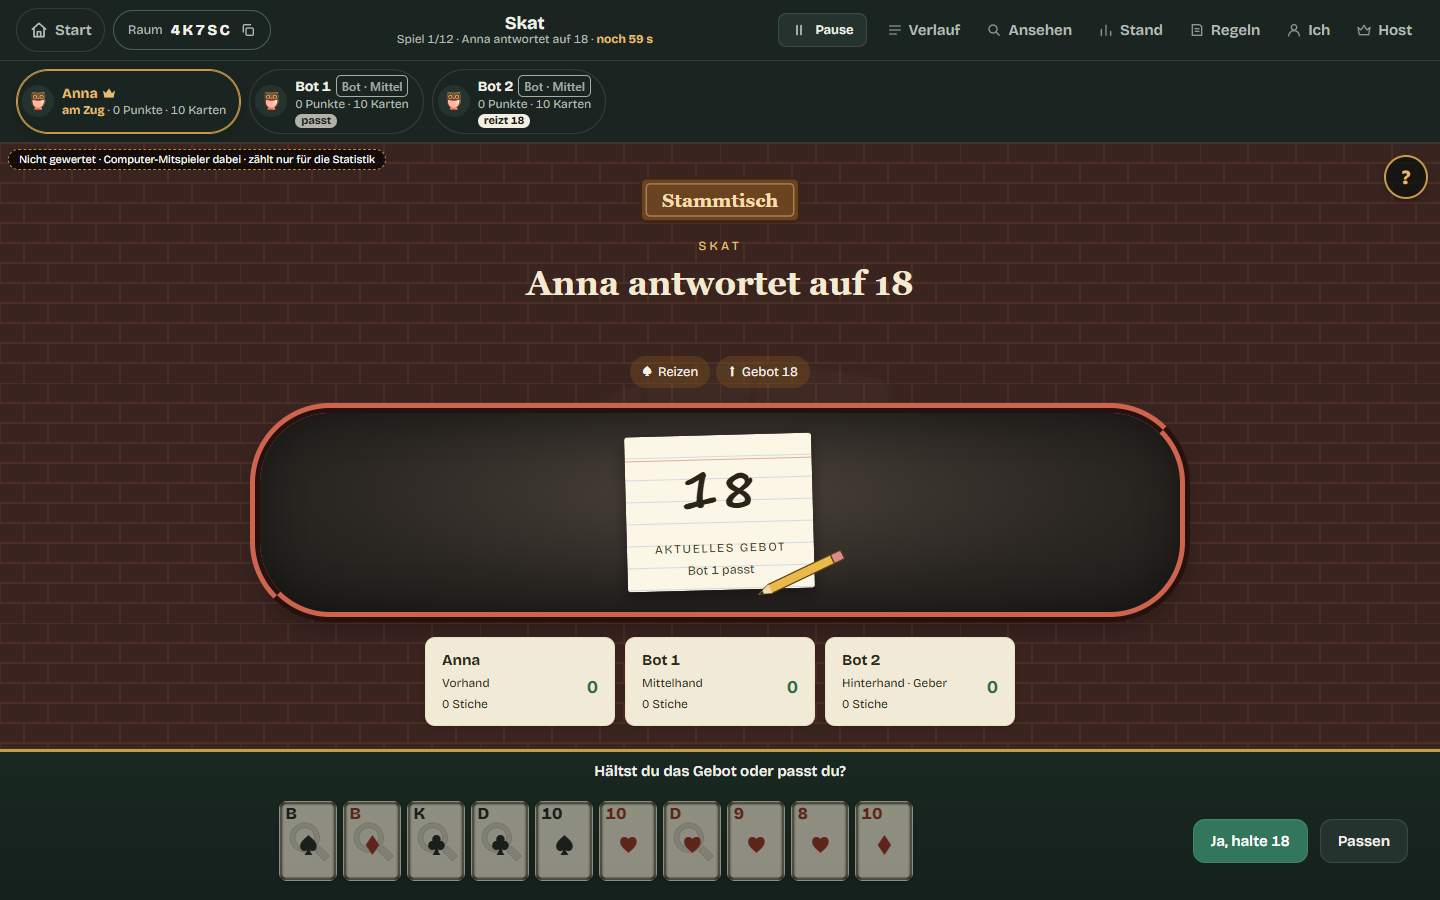 Start
Raum 4K7SC
Skat
Spiel 1/12 · Anna antwortet auf 18 · noch 59 s
Pause
Verlauf
Ansehen
Stand
Regeln
Ich
Host
Anna
am Zug · 0 Punkte · 10 Karten
Bot 1 Bot · Mittel
0 Punkte · 10 Karten
passt
Bot 2 Bot · Mittel
0 Punkte · 10 Karten
reizt 18
Nicht gewertet · Computer-Mitspieler dabei · zählt nur für die Statistik
?
Stammtisch
SKAT
Anna antwortet auf 18
Reizen
Gebot 18
18
AKTUELLES GEBOT
Bot 1 passt
Anna
Vorhand
0 Stiche
0
Bot 1
Mittelhand
0 Stiche
0
Bot 2
Hinterhand · Geber
0 Stiche
0
Hältst du das Gebot oder passt du?
B B K D 10 10 D 9 8 10
Ja, halte 18
Passen